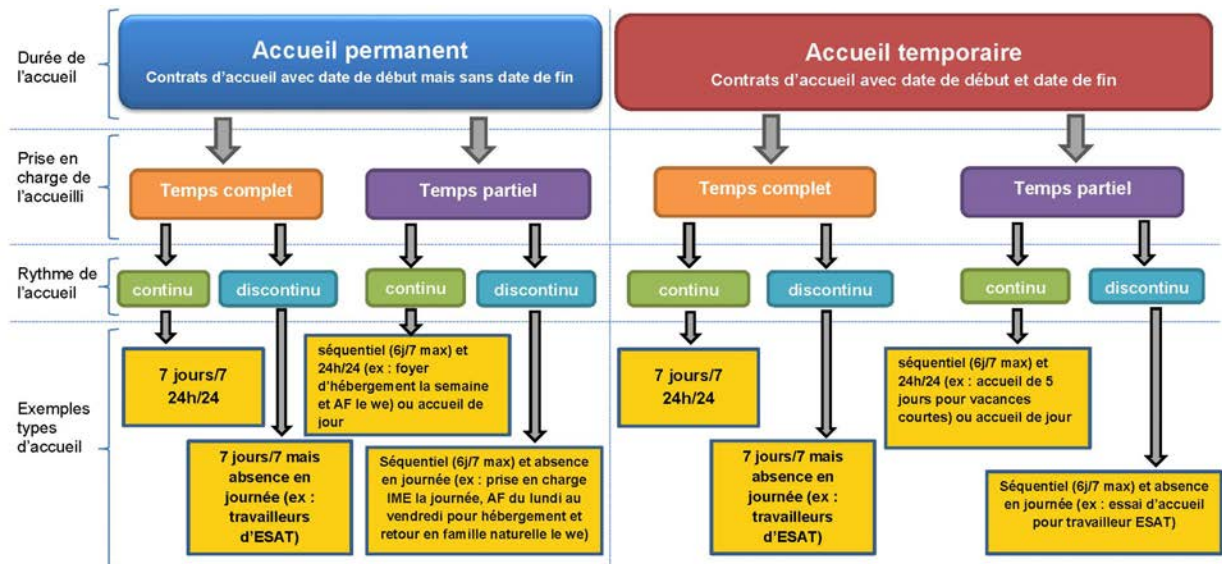 Durée de
l'accueil
Accueil permanent
Contrats d'accueil avec date de début mais sans date de fin
Accueil temporaire
Contrats d'accueil avec date de début et date de fin
Prise en
charge de
l'accueilli
Temps complet
Temps partiel
Temps complet
Temps partiel
Rythme de
l'accueil
continu
discontinu
continu
discontinu
continu
discontinu
continu
discontinu
Exemples
types
d'accueil
7 jours/7
24h/24
séquentiel (6j/7 max) et
24h/24 (ex : foyer
d'hébergement la semaine
et AF le we) ou accueil de
jour
7 jours/7
24h/24
séquentiel (6j/7 max) et
24h/24 (ex : accueil de 5
jours pour vacances
courtes) ou accueil de jour
7 jours/7 mais
absence en
journée (ex :
travailleurs
d'ESAT)
Séquentiel (6j/7 max) et absence
en journée (ex : prise en charge
IME la journée, AF du lundi au
vendredi pour hébergement et
retour en famille naturelle le we)
7 jours/7 mais
absence en
journée (ex :
travailleurs
d'ESAT)
Séquentiel (6j/7 max) et absence
en journée (ex : essai d'accueil
pour travailleur ESAT)